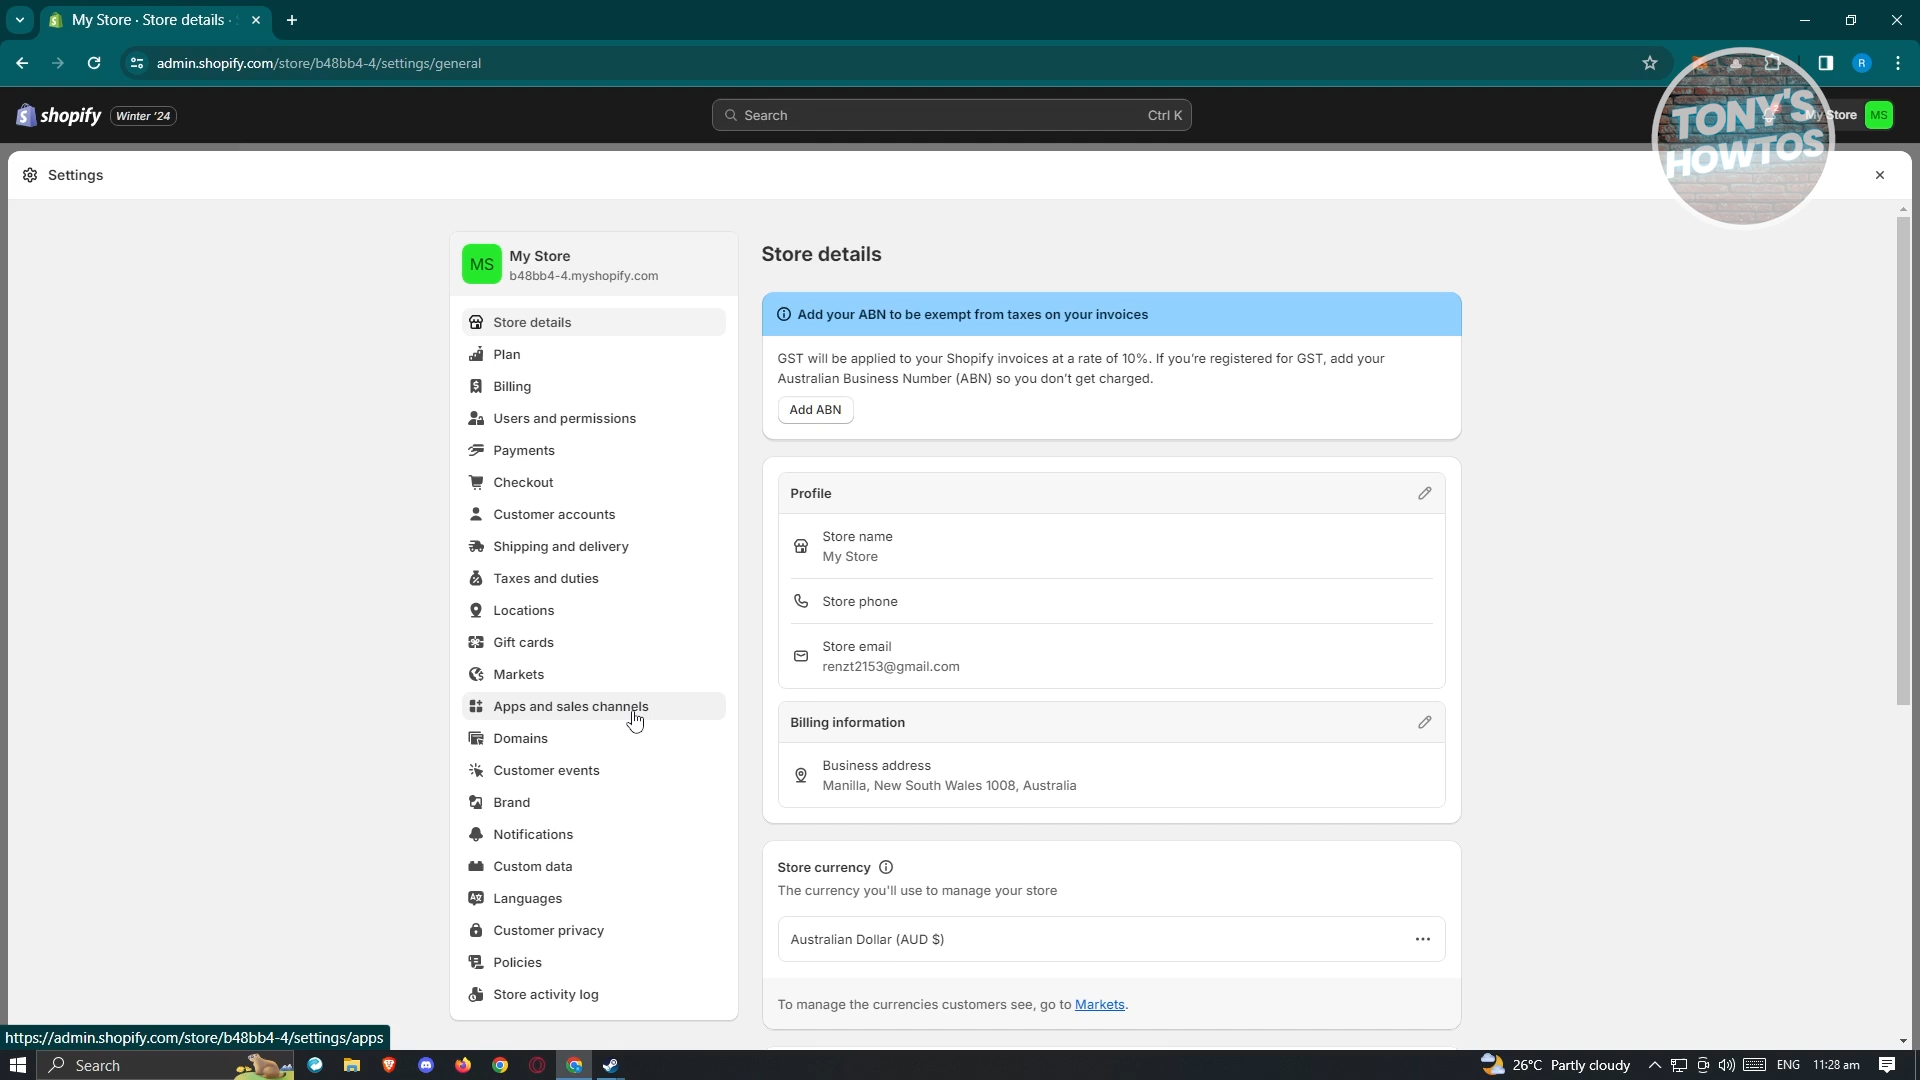 My Store · Store details ·
admin.shopify.com/store/b48bb4-4/settings/general
R
shopify
Winter '24
Search
Ctrl K
My Store
MS
TONY'S
HOWTOS
Settings
MS
My Store
b48bb4-4.myshopify.com
Store details
Plan
Billing
Users and permissions
Payments
Checkout
Customer accounts
Shipping and delivery
Taxes and duties
Locations
Gift cards
Markets
Apps and sales channels
Domains
Customer events
Brand
Notifications
Custom data
Languages
Customer privacy
Policies
Store activity log
Store details
Add your ABN to be exempt from taxes on your invoices
GST will be applied to your Shopify invoices at a rate of 10%. If you're registered for GST, add your
Australian Business Number (ABN) so you don't get charged.
Add ABN
Profile
Store name
My Store
Store phone
Store email
renzt2153@gmail.com
Billing information
Business address
Manilla, New South Wales 1008, Australia
Store currency
The currency you'll use to manage your store
Australian Dollar (AUD $)
To manage the currencies customers see, go to Markets.
https://admin.shopify.com/store/b48bb4-4/settings/apps
Search
26°C Partly cloudy
ENG
11:28 am